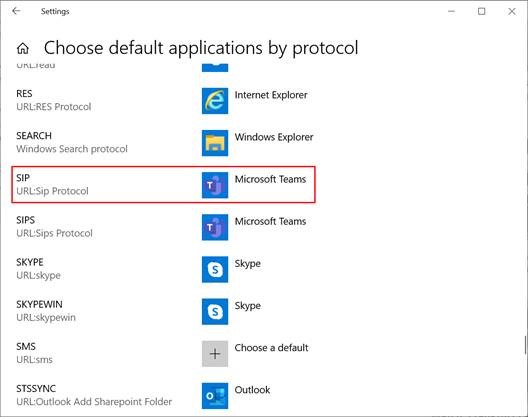 Settings
Choose default applications by protocol
URL:read
RES
URL:RES Protocol
Internet Explorer
SEARCH
Windows Search protocol
Windows Explorer
SIP
URL:Sip Protocol
Microsoft Teams
SIPS
URL:Sips Protocol
Microsoft Teams
SKYPE
URL:skype
Skype
SKYPEWIN
URL:skypewin
Skype
SMS
URL:sms
Choose a default
STSSYNC
URL:Outlook Add Sharepoint Folder
Outlook